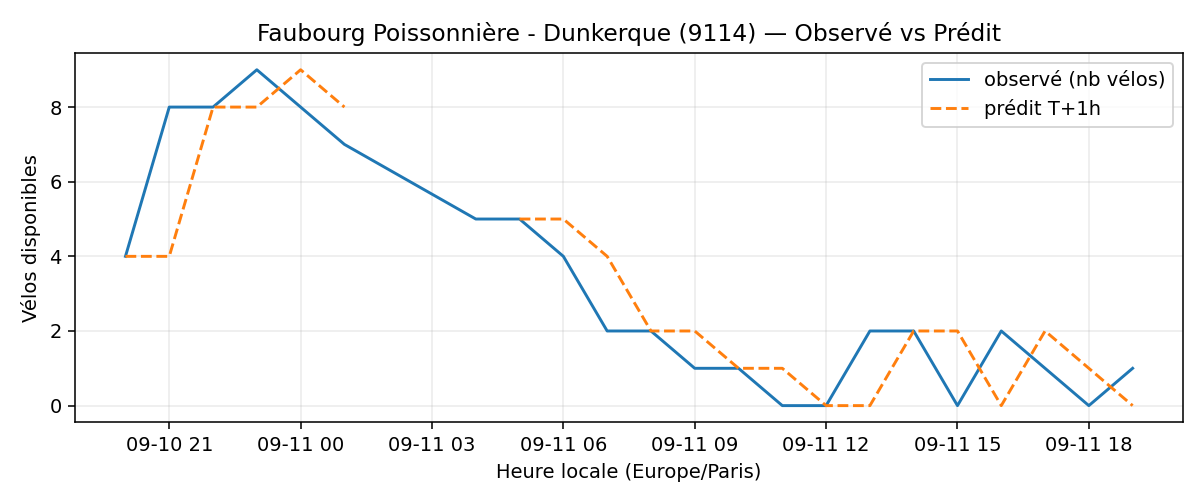 Faubourg Poissonnière - Dunkerque (9114) — Observé vs Prédit
observé (nb vélos)
prédit T+1h
Vélos disponibles
8
6
4
2
0
09-10 21
09-11 00
09-11 03
09-11 06
09-11 09
09-11 12
09-11 15
09-11 18
Heure locale (Europe/Paris)